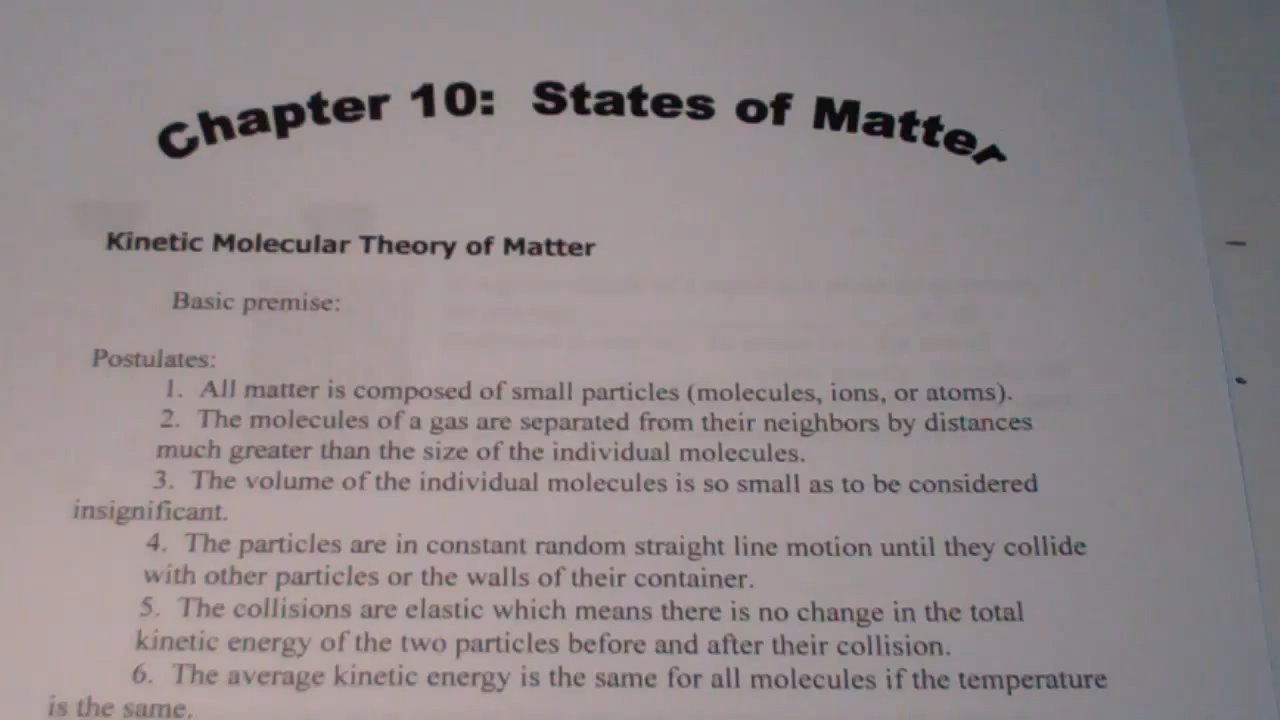 Chapter 10: States of Matter
Kinetic Molecular Theory of Matter
Basic premise:
Postulates:
1. All matter is composed of small particles (molecules, ions, or atoms).
2. The molecules of a gas are separated from their neighbors by distances
much greater than the size of the individual molecules.
3. The volume of the individual molecules is so small as to be considered
insignificant.
4. The particles are in constant random straight line motion until they collide
with other particles or the walls of their container.
5. The collisions are elastic which means there is no change in the total
kinetic energy of the two particles before and after their collision.
6. The average kinetic energy is the same for all molecules if the temperature
is the same.